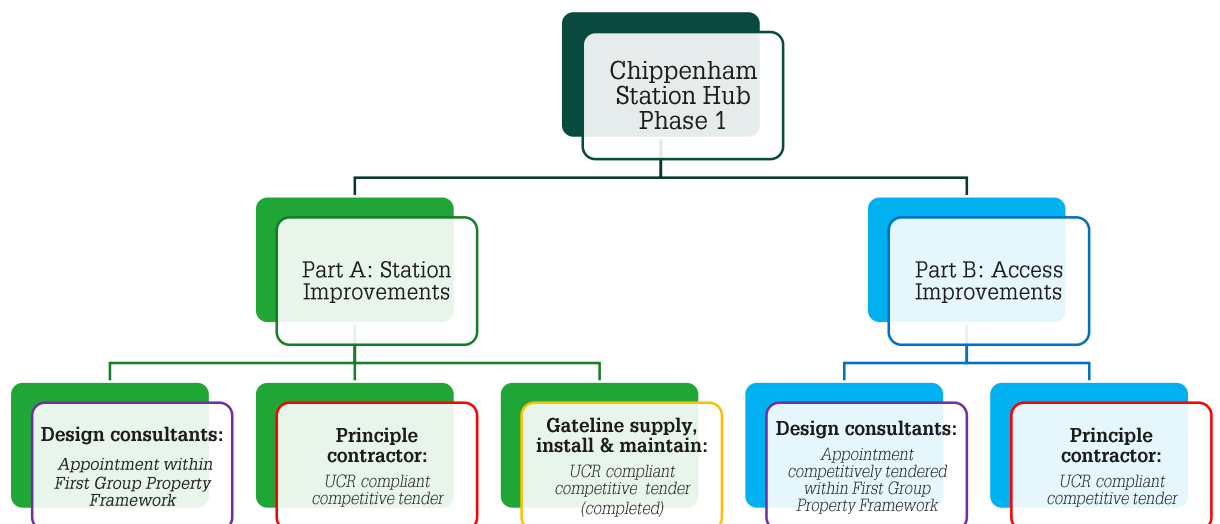 Chippenham
Station Hub
Phase 1
Part A: Station
Improvements
Part B: Access
Improvements
Design consultants:
Appointment within
First Group Property
Framework
Principle
contractor:
UCR compliant
competitive tender
Gateline supply,
install & maintain:
UCR compliant
competitive tender
(completed)
Design consultants:
Appointment
competitively tendered
within First Group
Property Framework
Principle
contractor:
UCR compliant
competitive tender